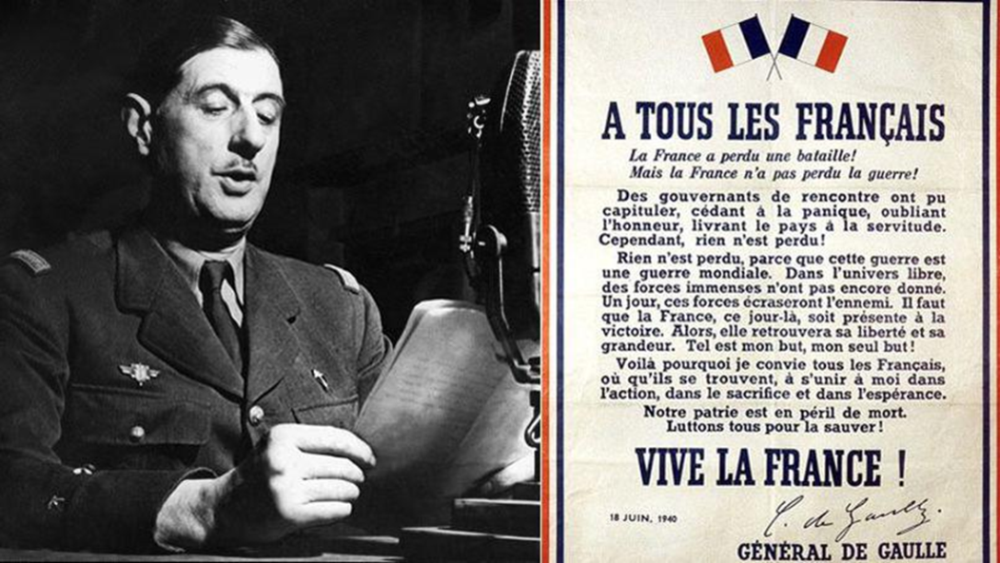 A TOUS LES FRANÇAIS
La France a perdu une bataille!
Mais la France n'a pas perdu la guerre!
Des gouvernants de rencontre ont pu
capituler, cédant à la panique, oubliant
l'honneur, livrant le pays à la servitude.
Cependant, rien n'est perdu!
Rien n'est perdu, parce que cette guerre est
une guerre mondiale. Dans l'univers libre,
des forces immenses n'ont pas encore donné.
Un jour, ces forces écraseront l'ennemi. Il faut
que la France, ce jour-là, soit présente à la
victoire. Alors, elle retrouvera sa liberté et sa
grandeur. Tel est mon but, mon seul but!
Voilà pourquoi je convie tous les Français,
où qu'ils se trouvent, à s'unir à moi dans
l'action, dans le sacrifice et dans l'espérance.
Notre patrie est en péril de mort.
Luttons tous pour la sauver!
VIVE LA FRANCE !
C. de Gaulle.
18 JUIN, 1940
GÉNÉRAL DE GAULLE